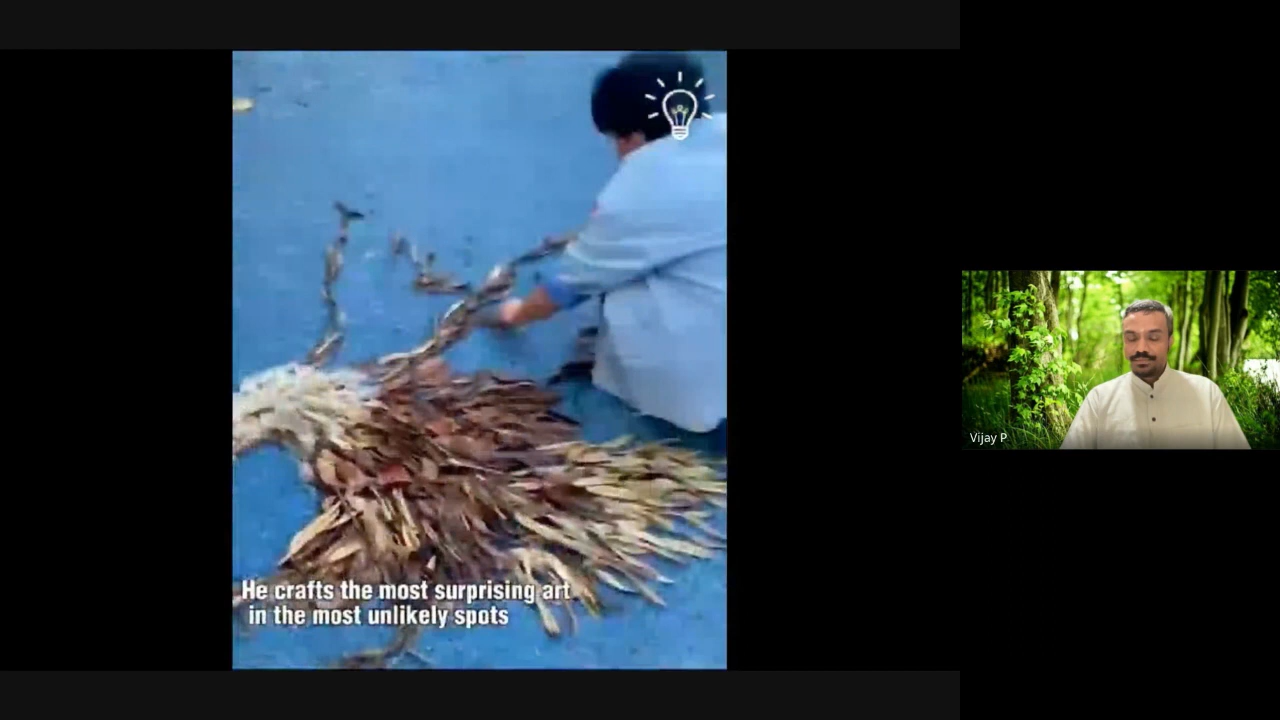 He crafts the most surprising art
in the most unlikely spots
Vijay P